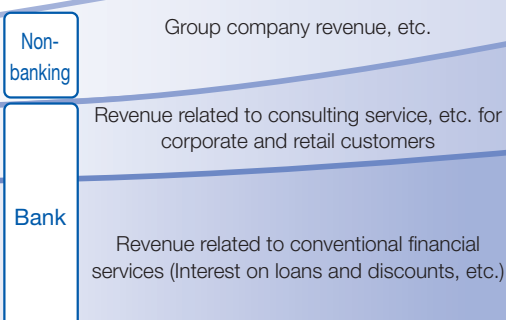 Non-
banking
Group company revenue, etc.
Revenue related to consulting service, etc. for
corporate and retail customers
Bank
Revenue related to conventional financial
services (Interest on loans and discounts, etc.)